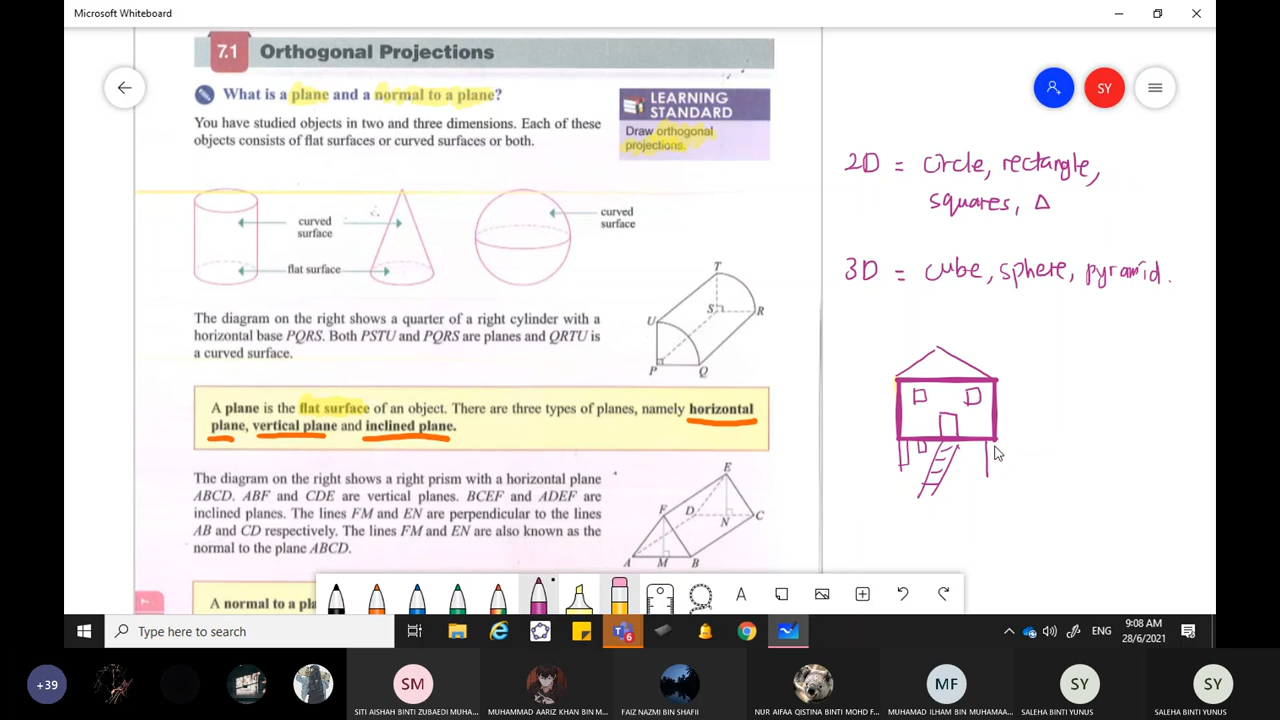 Microsoft Whiteboard
7.1 Orthogonal Projections
What is a plane and a normal to a plane?
You have studied objects in two and three dimensions. Each of these
objects consists of flat surfaces or curved surfaces or both.
LEARNING
STANDARD
Draw orthogonal
projections.
SY
2D = circle, rectangle,
squares, Δ
3D = cube, sphere, pyramid.
curved
surface
flat surface
curved
surface
The diagram on the right shows a quarter of a right cylinder with a
horizontal base PQRS. Both PSTU and PQRS are planes and QRTU is
a curved surface.
T
S
R
U
P
Q
A plane is the flat surface of an object. There are three types of planes, namely horizontal
plane, vertical plane and inclined plane.
The diagram on the right shows a right prism with a horizontal plane
ABCD. ABF and CDE are vertical planes. BCEF and ADEF are
inclined planes. The lines FM and EN are perpendicular to the lines
AB and CD respectively. The lines FM and EN are also known as the
normal to the plane ABCD.
E
F
D
N
C
A
M
B
A normal to a pla
A
Type here to search
6
ENG
9:08 AM
28/6/2021
+39
SM
SITI AISHAH BINTI ZUBAEDI MUHA...
MUHAMMAD AARIZ KHAN BIN M...
FAIZ NAZMI BIN SHAFII
NUR AIFAA QISTINA BINTI MOHD F...
MF
MUHAMAD ILHAM BIN MUHAMAA...
SY
SALEHA BINTI YUNUS
SY
SALEHA BINTI YUNUS